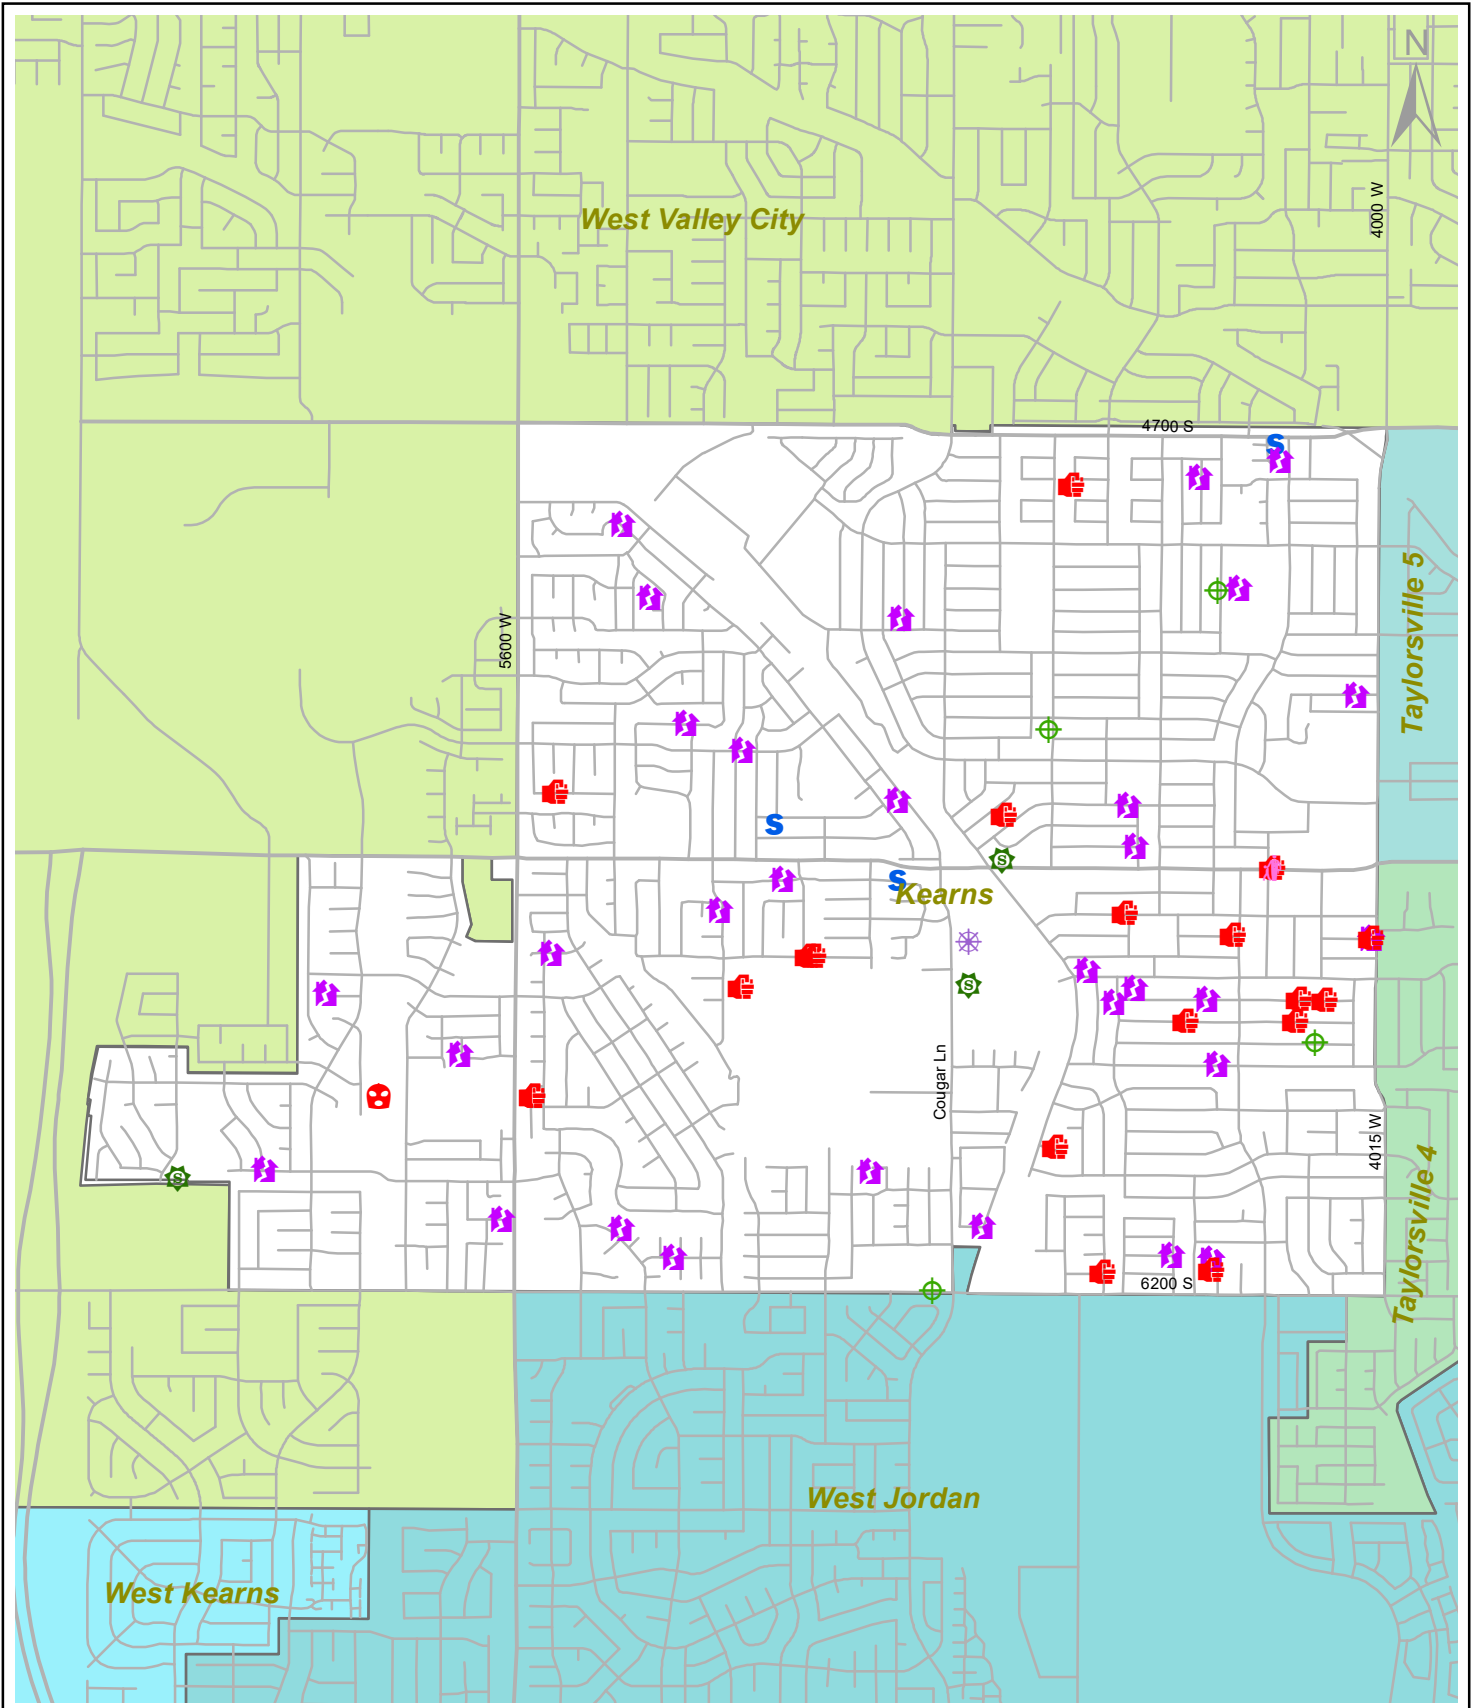 N
4000 W
West Valley City
4700 S
S
Taylorsville 5
5600 W
S
S
S
Kearns
S
Cougar Ln
4015 W
S
Taylorsville 4
6200 S
West Jordan
West Kearns